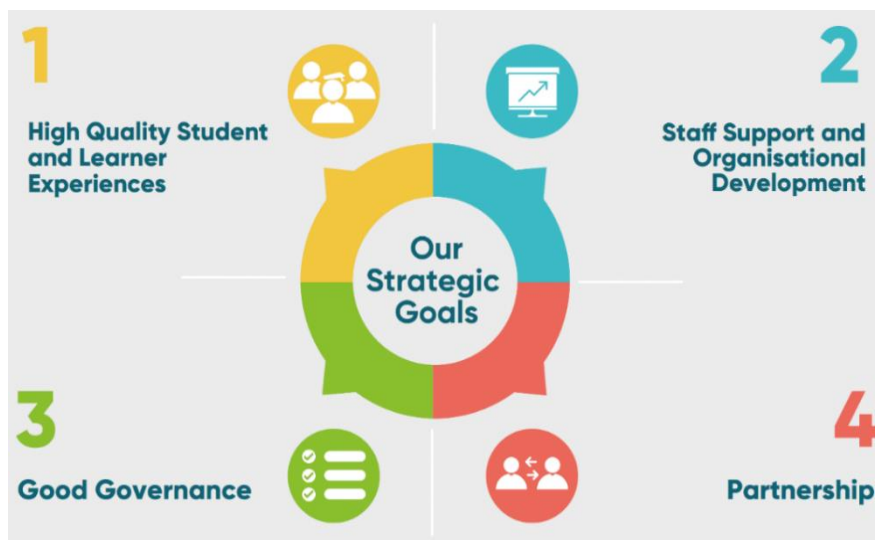 1
High Quality Student
and Learner
Experiences
2
Staff Support and
Organisational
Development
Our
Strategic
Goals
3
Good Governance
4
Partnership